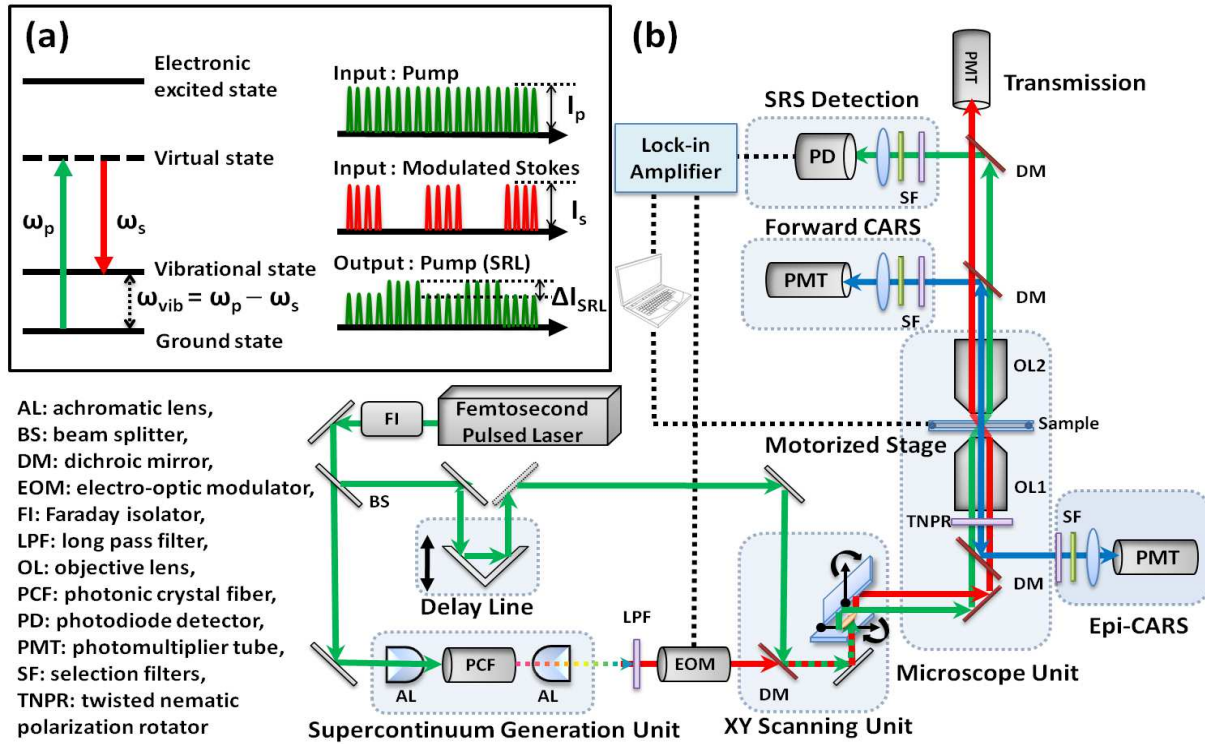 (a)
Electronic
excited state
Virtual state
ωp
ωs
Vibrational state
ωvib = ωp − ωs
Ground state
Input : Pump
Ip
Input : Modulated Stokes
Is
Output : Pump (SRL)
ΔISRL
(b)
PMT
Transmission
SRS Detection
Lock-in
Amplifier
PD
SF
DM
Forward CARS
PMT
SF
DM
OL2
Sample
Motorized Stage
OL1
TNPR
SF
PMT
DM
Epi-CARS
Microscope Unit
AL: achromatic lens,
BS: beam splitter,
DM: dichroic mirror,
EOM: electro-optic modulator,
FI: Faraday isolator,
LPF: long pass filter,
OL: objective lens,
PCF: photonic crystal fiber,
PD: photodiode detector,
PMT: photomultiplier tube,
SF: selection filters,
TNPR: twisted nematic
polarization rotator
FI
Femtosecond
Pulsed Laser
BS
Delay Line
LPF
AL
PCF
AL
EOM
DM
Supercontinuum Generation Unit
XY Scanning Unit